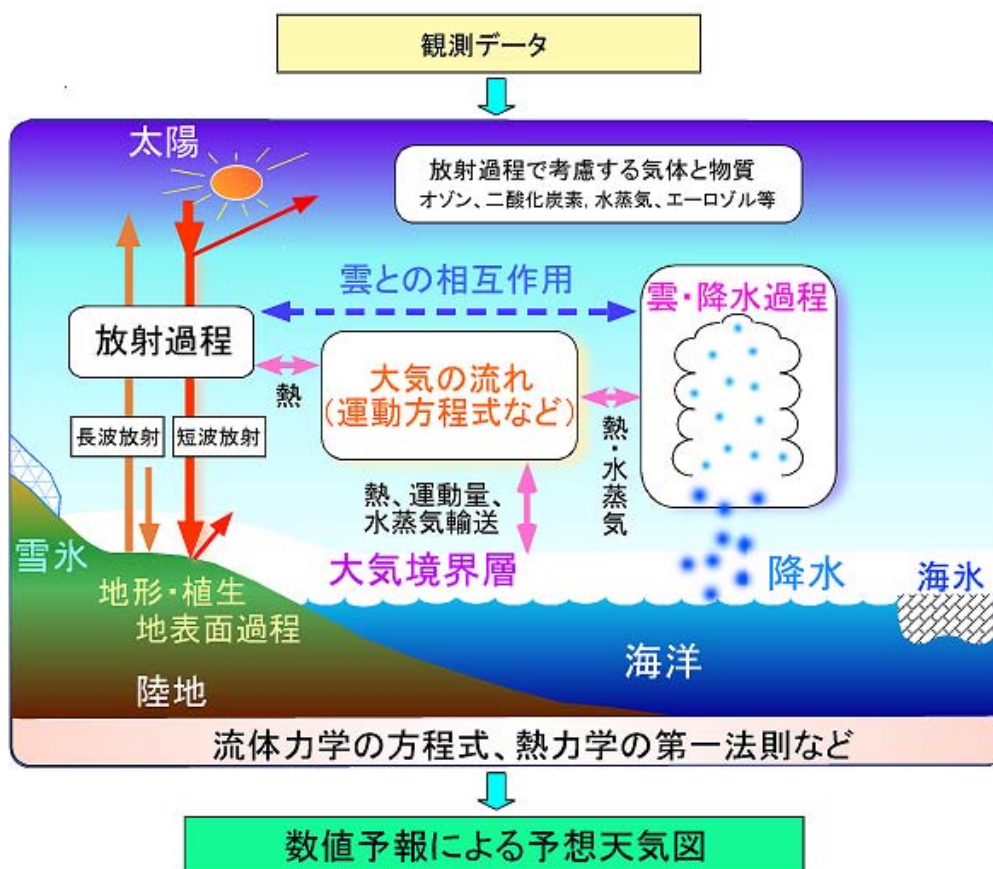 観測データ
太陽
放射過程で考慮する気体と物質
オゾン、二酸化炭素, 水蒸気、エーロゾル等
雲との相互作用
雲・降水過程
放射過程
熱
大気の流れ
(運動方程式など)
長波放射
短波放射
熱・水蒸気
熱、運動量、
水蒸気輸送
雪氷
大気境界層
降水
海氷
地形・植生
地表面過程
海洋
陸地
流体力学の方程式、熱力学の第一法則など
数値予報による予想天気図